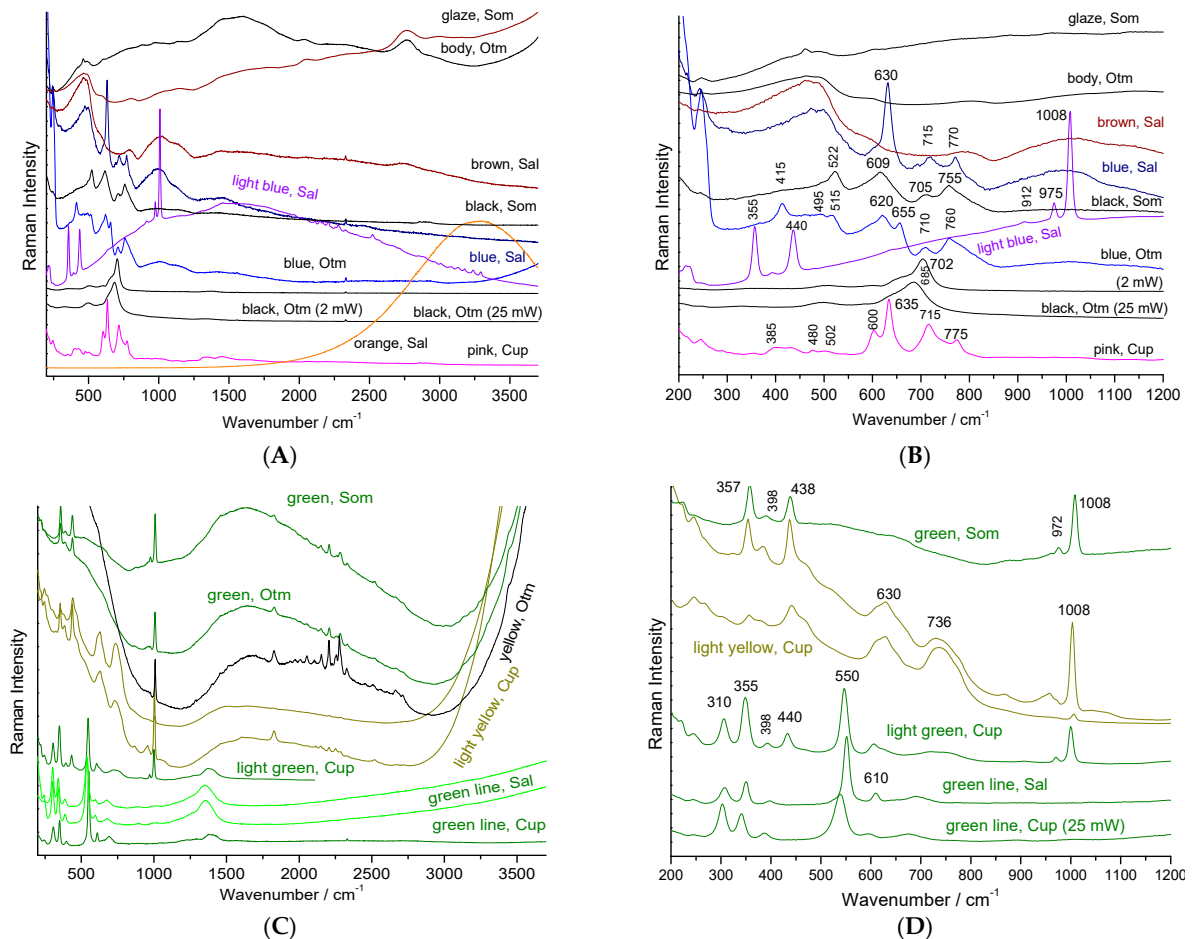 glaze, Som
body, Otm
brown, Sal
light blue, Sal
black, Som
blue, Sal
blue, Otm
black, Otm (2 mW)
black, Otm (25 mW)
orange, Sal
pink, Cup
Raman Intensity
500 1000 1500 2000 2500 3000 3500
Wavenumber / cm-1
(A)
glaze, Som
630
body, Otm
1008
brown, Sal
715
770
blue, Sal
415
522
609
755
705
912
975
black, Som
355
440
495
515
620
655
710
760
light blue, Sal
blue, Otm
702
685
(2 mW)
black, Otm (25 mW)
385
480
502
600
635
715
775
pink, Cup
Raman Intensity
200 300 400 500 600 700 800 900 1000 1100 1200
Wavenumber / cm-1
(B)
green, Som
green, Otm
yellow, Otm
light yellow, Cup
light green, Cup
green line, Sal
green line, Cup
Raman Intensity
500 1000 1500 2000 2500 3000 3500
Wavenumber / cm-1
(C)
357
398
438
972
1008
green, Som
630
736
1008
light yellow, Cup
310
355
398
440
550
light green, Cup
610
green line, Sal
green line, Cup (25 mW)
Raman Intensity
200 300 400 500 600 700 800 900 1000 1100 1200
Wavenumber / cm-1
(D)